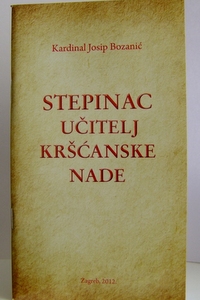 Kardinal Josip Bozanić
STEPINAC
UČITELJ
KRŠĆANSKE
NADE
Zagreb, 2012.